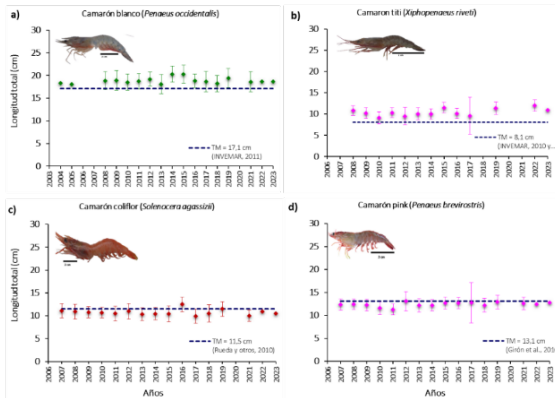 a) Camarón blanco (Penaeus occidentalis)
Longitud total (cm)
30
25
20
15
10
5
0
TM = 17,1 cm
(INVEMAR, 2011)
2003 2004 2005 2006 2007 2008 2009 2010 2011 2012 2013 2014 2015 2016 2017 2018 2019 2020 2021 2022 2023
b) Camaron titi (Xiphopenaeus riveti)
30
25
20
15
10
5
0
TM = 8,1 cm
(INVEMAR, 2010 y...
2006 2007 2008 2009 2010 2011 2012 2013 2014 2015 2016 2017 2018 2019 2020 2021 2022 2023
c) Camarón coliflor (Solenocera agassizii)
Longitud total (cm)
30
25
20
15
10
5
0
TM = 11,5 cm
(Rueda y otros, 2010)
2006 2007 2008 2009 2010 2011 2012 2013 2014 2015 2016 2017 2018 2019 2020 2021 2022 2023
Años
d) Camarón pink (Penaeus brevirostris)
30
25
20
15
10
5
0
TM = 13,1 cm
(Girón et al., 201
2006 2007 2008 2009 2010 2011 2012 2013 2014 2015 2016 2017 2018 2019 2020 2021 2022 2023
Años